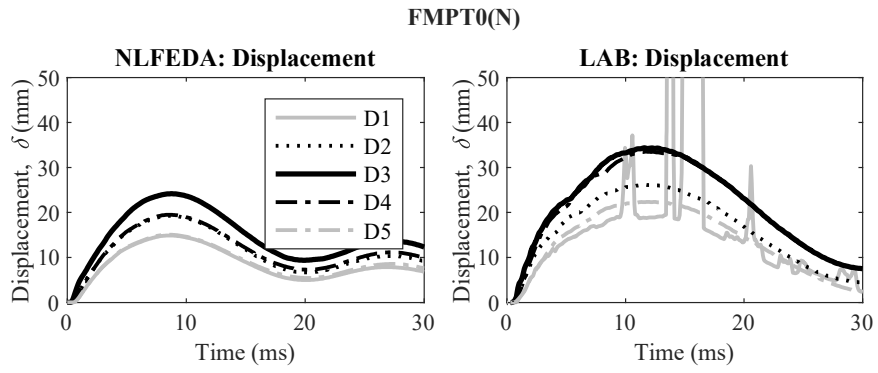 FMPT0(N)
NLFEDA: Displacement
Displacement, δ (mm)
50
40
30
20
10
0
0 10 20 30
Time (ms)
D1
D2
D3
D4
D5
LAB: Displacement
Displacement, δ (mm)
50
40
30
20
10
0
0 10 20 30
Time (ms)